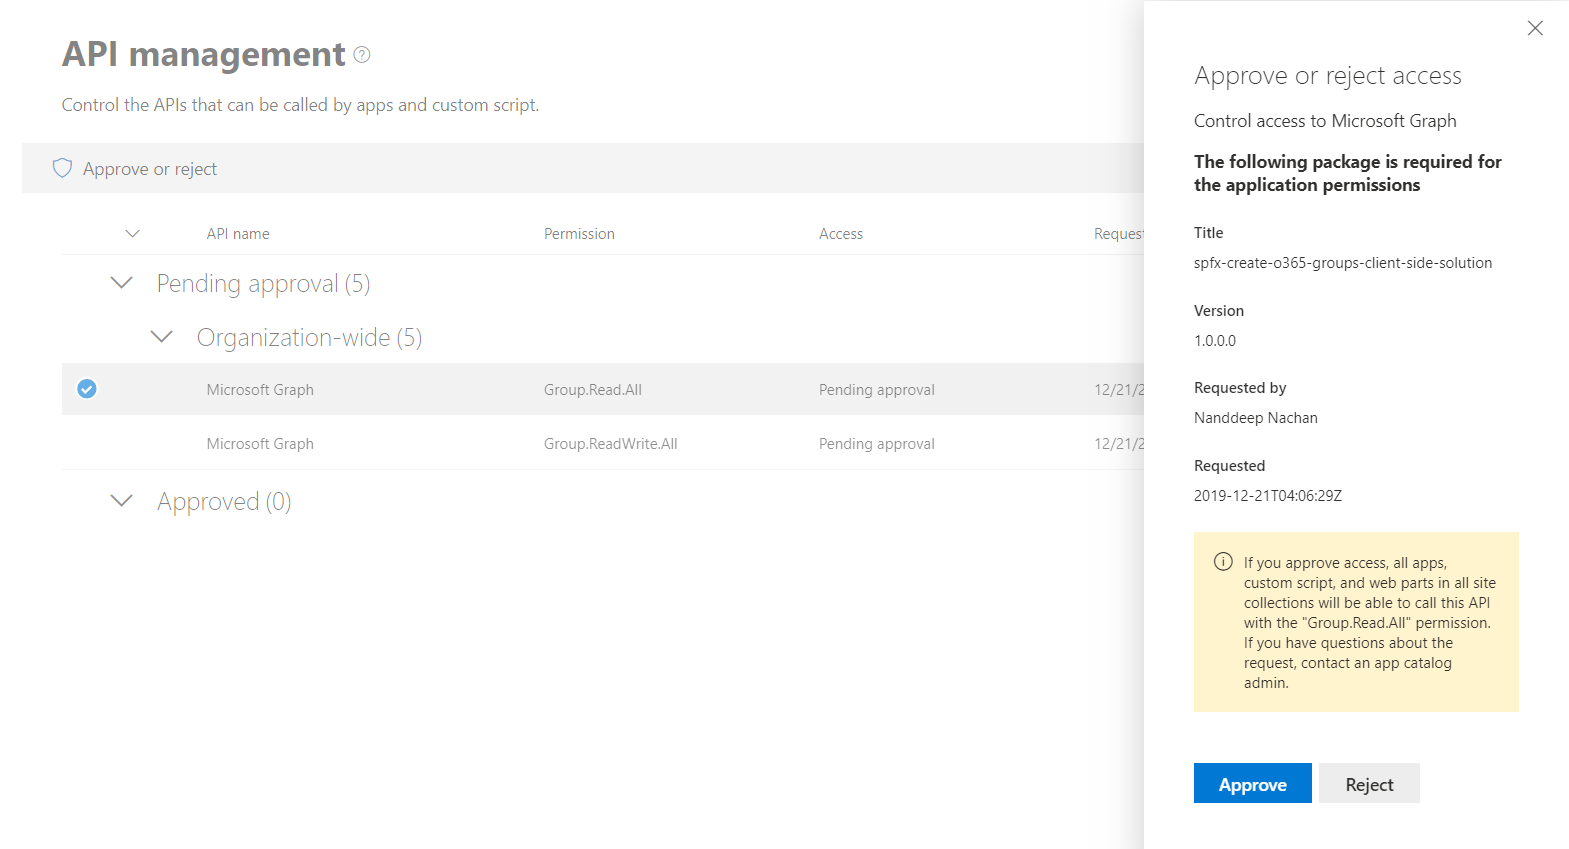 API management
Control the APIs that can be called by apps and custom script.
Approve or reject
API name Permission Access Request
Pending approval (5)
Organization-wide (5)
Microsoft Graph Group.Read.All Pending approval 12/21/2
Microsoft Graph Group.ReadWrite.All Pending approval 12/21/2
Approved (0)
Approve or reject access
Control access to Microsoft Graph
The following package is required for
the application permissions
Title
spfx-create-o365-groups-client-side-solution
Version
1.0.0.0
Requested by
Nanddeep Nachan
Requested
2019-12-21T04:06:29Z
If you approve access, all apps,
custom script, and web parts in all site
collections will be able to call this API
with the "Group.Read.All" permission.
If you have questions about the
request, contact an app catalog
admin.
Approve Reject